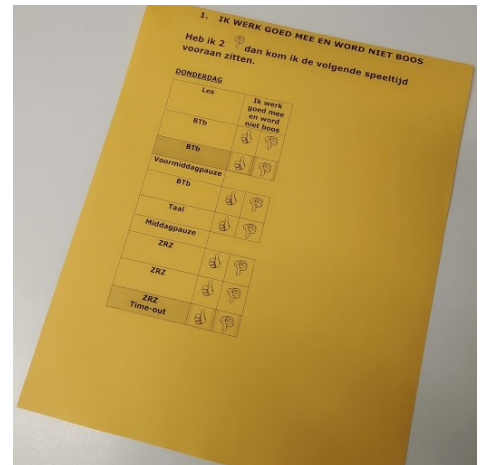 1. IK WERK GOED MEE EN WORD NIET BOOS
Heb ik 2 dan kom ik de volgende speeltijd
vooraan zitten.
DONDERDAG
Les
Ik werk
goed mee
en word
niet boos
BTb
BTb
Voormiddagpauze
BTb
Taal
Middagpauze
ZRZ
ZRZ
ZRZ
Time-out